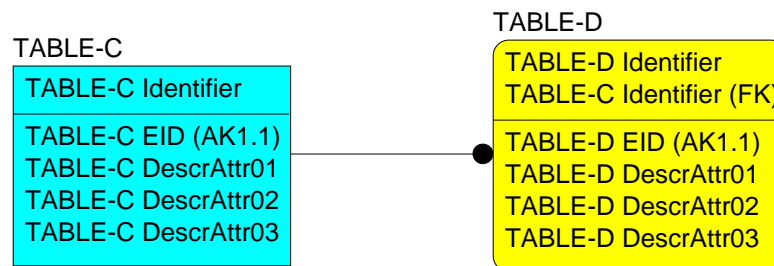 TABLE-C
TABLE-C Identifier
TABLE-C EID (AK1.1)
TABLE-C DescrAttr01
TABLE-C DescrAttr02
TABLE-C DescrAttr03
TABLE-D
TABLE-D Identifier
TABLE-C Identifier (FK)
TABLE-D EID (AK1.1)
TABLE-D DescrAttr01
TABLE-D DescrAttr02
TABLE-D DescrAttr03